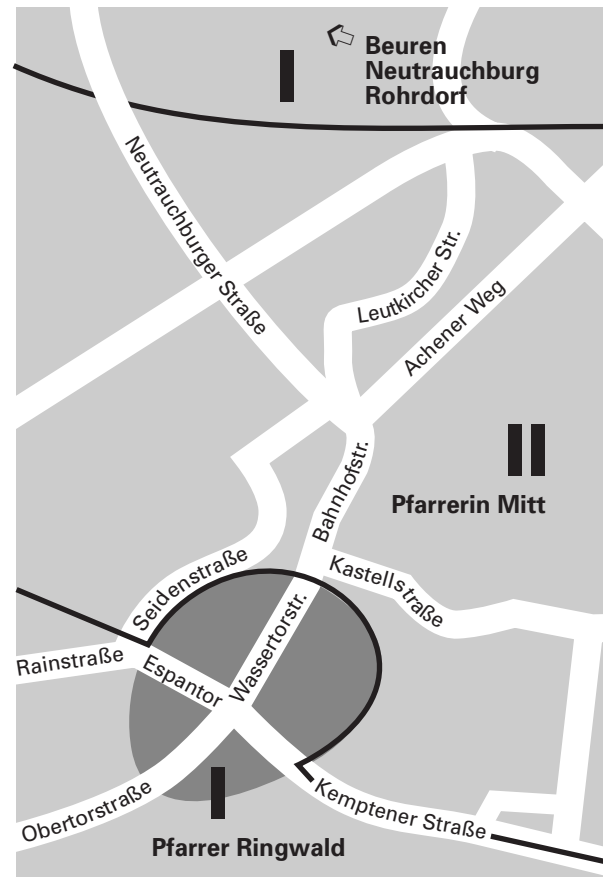 Beuren
Neutrauchburg
Rohrdorf
I
Neutrauchburger Straße
Leutkircher Str.
Achener Weg
II
Pfarrerin Mitt
Bahnhofstr.
Seidenstraße
Kastellstraße
Wassertorstr.
Rainstraße
Espantor
I
Obertorstraße
Kemptener Straße
Pfarrer Ringwald